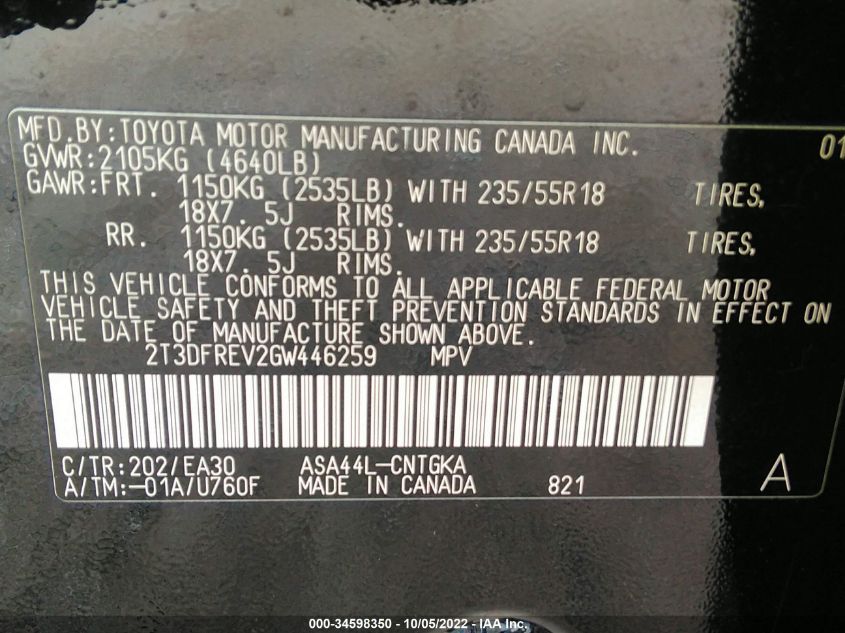 MFD.BY:TOYOTA MOTOR MANUFACTURING CANADA INC. 01
GVWR:2105KG (4640LB)
GAWR:FRT. 1150KG (2535LB) WITH 235/55R18 TIRES,
18X7. 5J RIMS.
RR. 1150KG (2535LB) WITH 235/55R18 TIRES,
18X7. 5J RIMS.
THIS VEHICLE CONFORMS TO ALL APPLICABLE FEDERAL MOTOR
VEHICLE SAFETY AND THEFT PREVENTION STANDARDS IN EFFECT ON
THE DATE OF MANUFACTURE SHOWN ABOVE.
2T3DFREV2GW446259 MPV
C/TR:202/EA30 ASA44L-CNTGKA
A/TM:-01A/U760F MADE IN CANADA 821 A
000-34598350 - 10/05/2022 - IAA Inc.